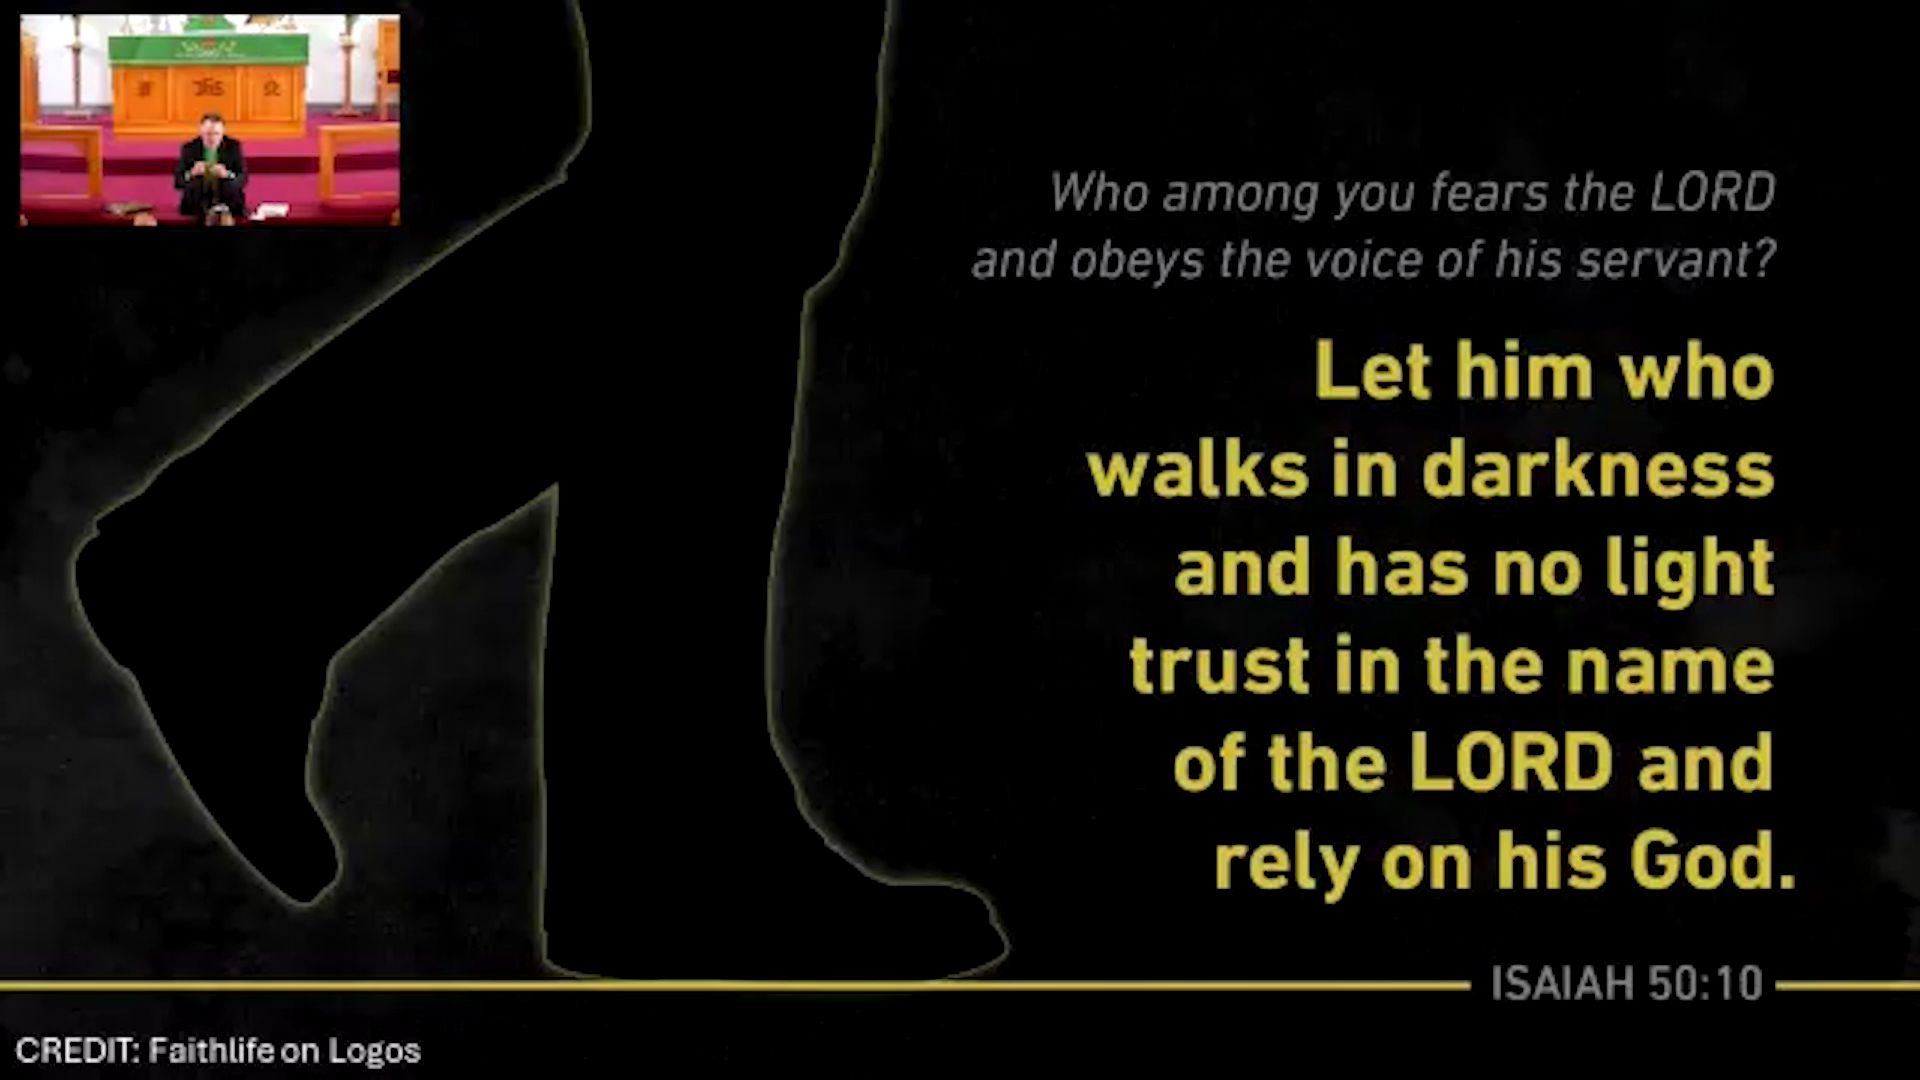 IHS
Ω
Who among you fears the LORD
and obeys the voice of his servant?
Let him who
walks in darkness
and has no light
trust in the name
of the LORD and
rely on his God.
ISAIAH 50:10
CREDIT: Faithlife on Logos